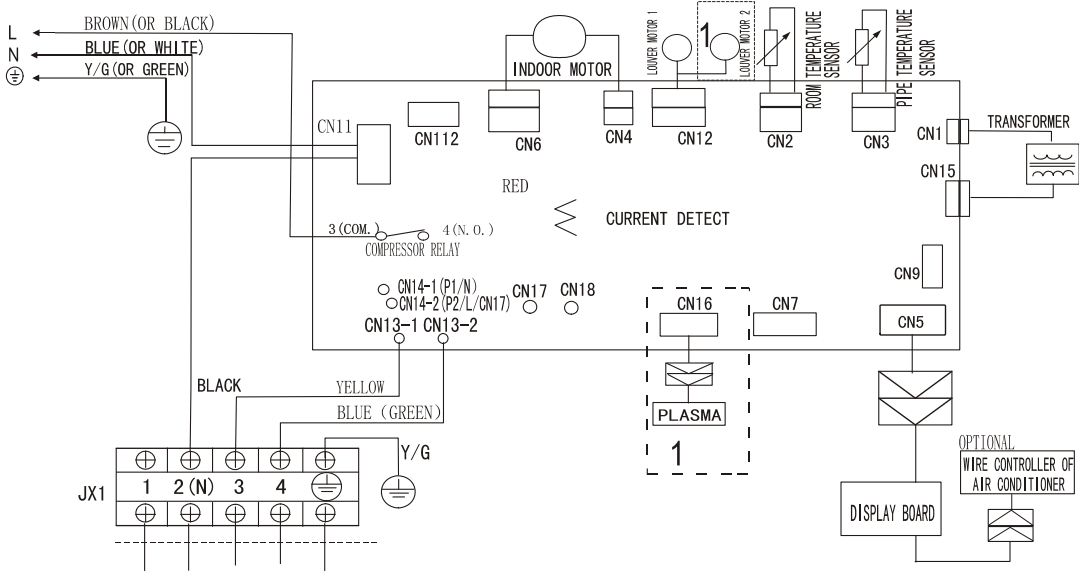 L
BROWN(OR BLACK)
N
BLUE(OR WHITE)
Y/G(OR GREEN)
INDOOR MOTOR
LOUVER MOTOR 1
1
LOUVER MOTOR 2
ROOM TEMPERATURE
SENSOR
PIPE TEMPERATURE
SENSOR
CN11
CN112
CN6
CN4
CN12
CN2
CN3
CN1
TRANSFORMER
CN15
RED
CURRENT DETECT
3(COM.)
4(N.O.)
COMPRESSOR RELAY
CN9
CN14-1(P1/N)
CN14-2(P2/L/CN17)
CN17
CN18
CN13-1
CN13-2
CN16
CN7
CN5
BLACK
YELLOW
BLUE (GREEN)
PLASMA
1
Y/G
JX1
1
2(N)
3
4
OPTIONAL
WIRE CONTROLLER OF
AIR CONDITIONER
DISPLAY BOARD